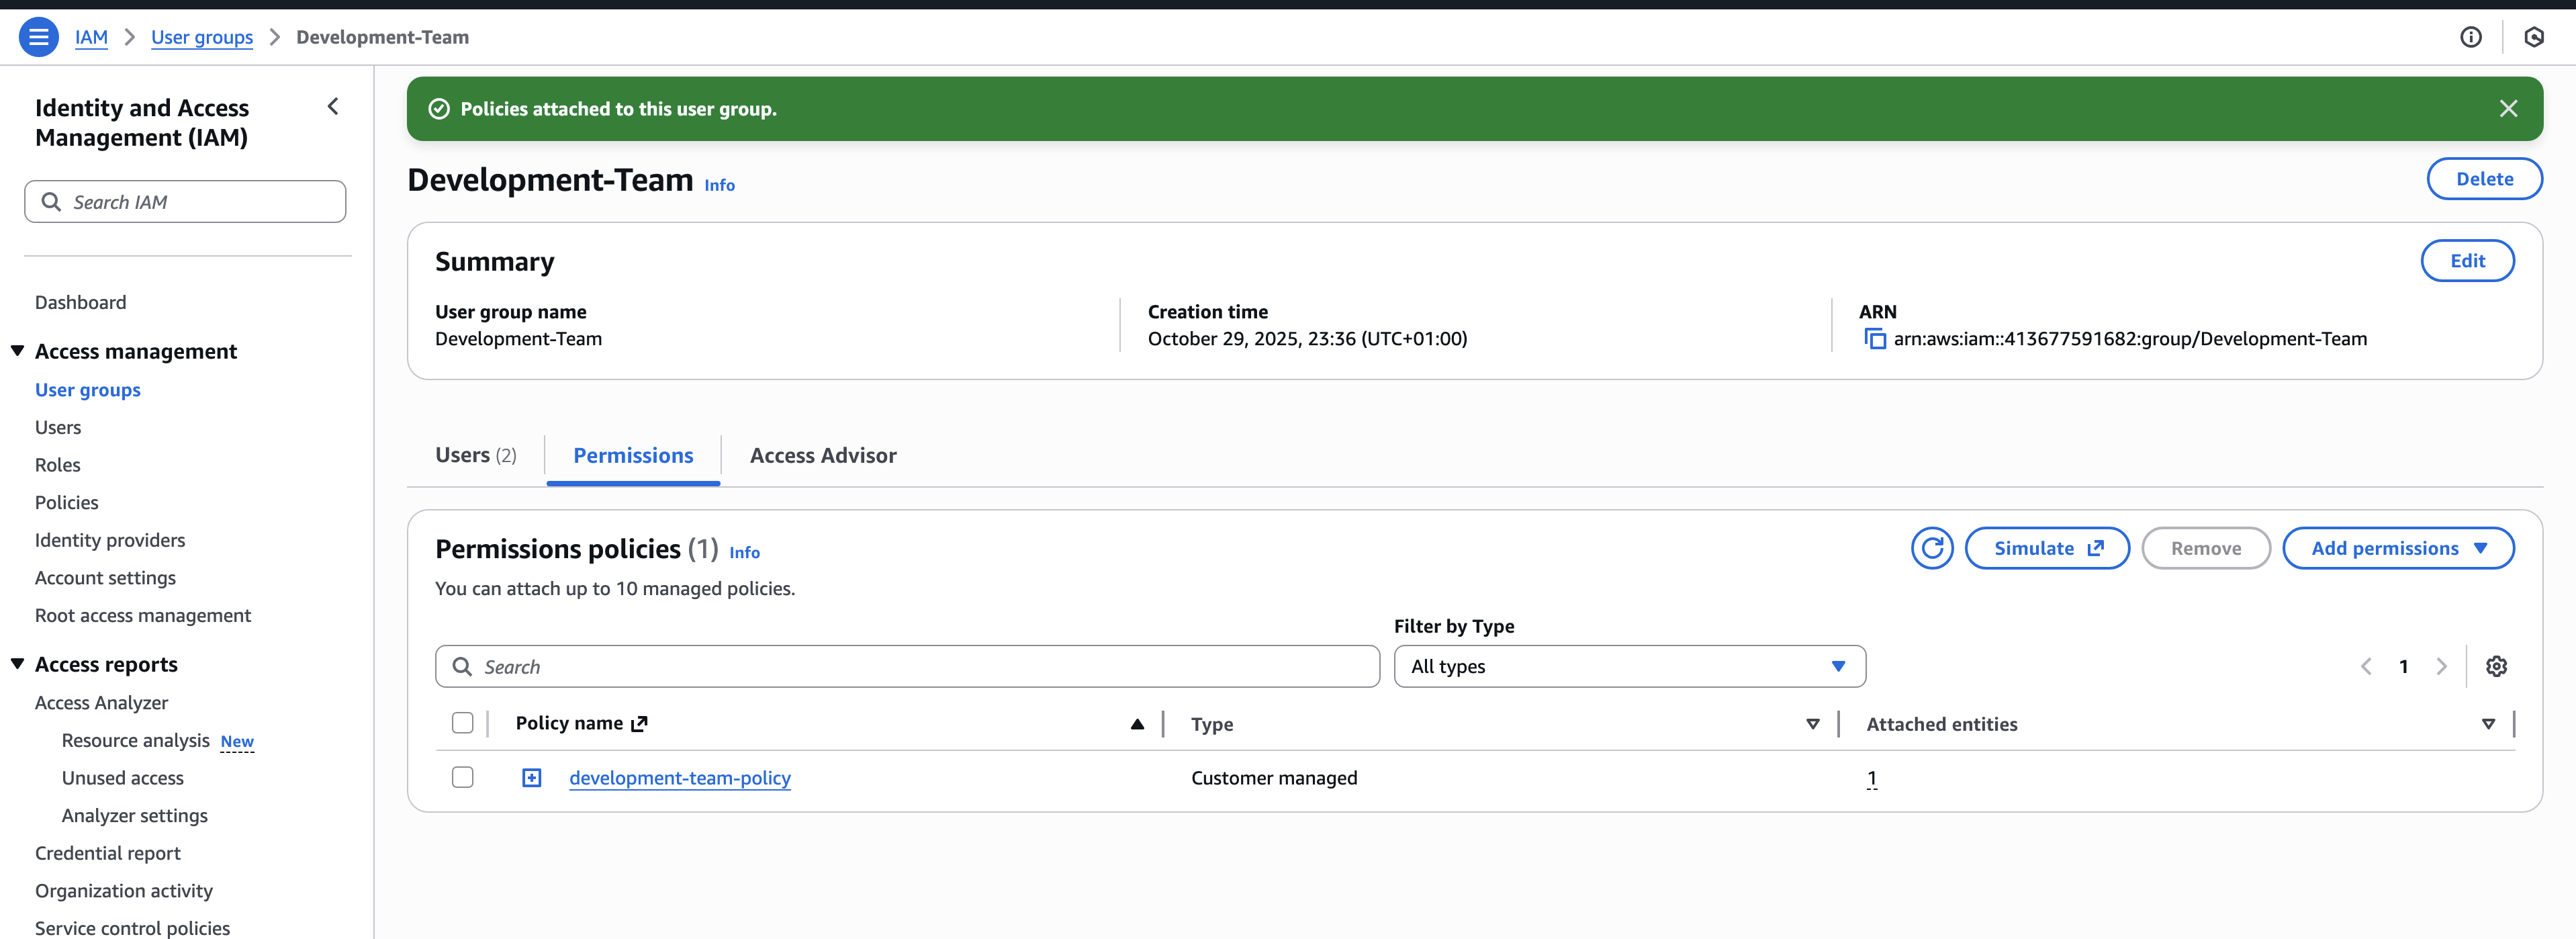 IAM > User groups > Development-Team
Identity and Access
Management (IAM)
Search IAM
Dashboard
Access management
User groups
Users
Roles
Policies
Identity providers
Account settings
Root access management
Access reports
Access Analyzer
Resource analysis New
Unused access
Analyzer settings
Credential report
Organization activity
Service control policies
Policies attached to this user group.
Development-Team Info
Delete
Summary
Edit
User group name
Development-Team
Creation time
October 29, 2025, 23:36 (UTC+01:00)
ARN
arn:aws:iam::413677591682:group/Development-Team
Users (2) Permissions Access Advisor
Permissions policies (1) Info
Simulate Remove Add permissions
You can attach up to 10 managed policies.
Filter by Type
Search All types 1
Policy name Type Attached entities
development-team-policy Customer managed 1